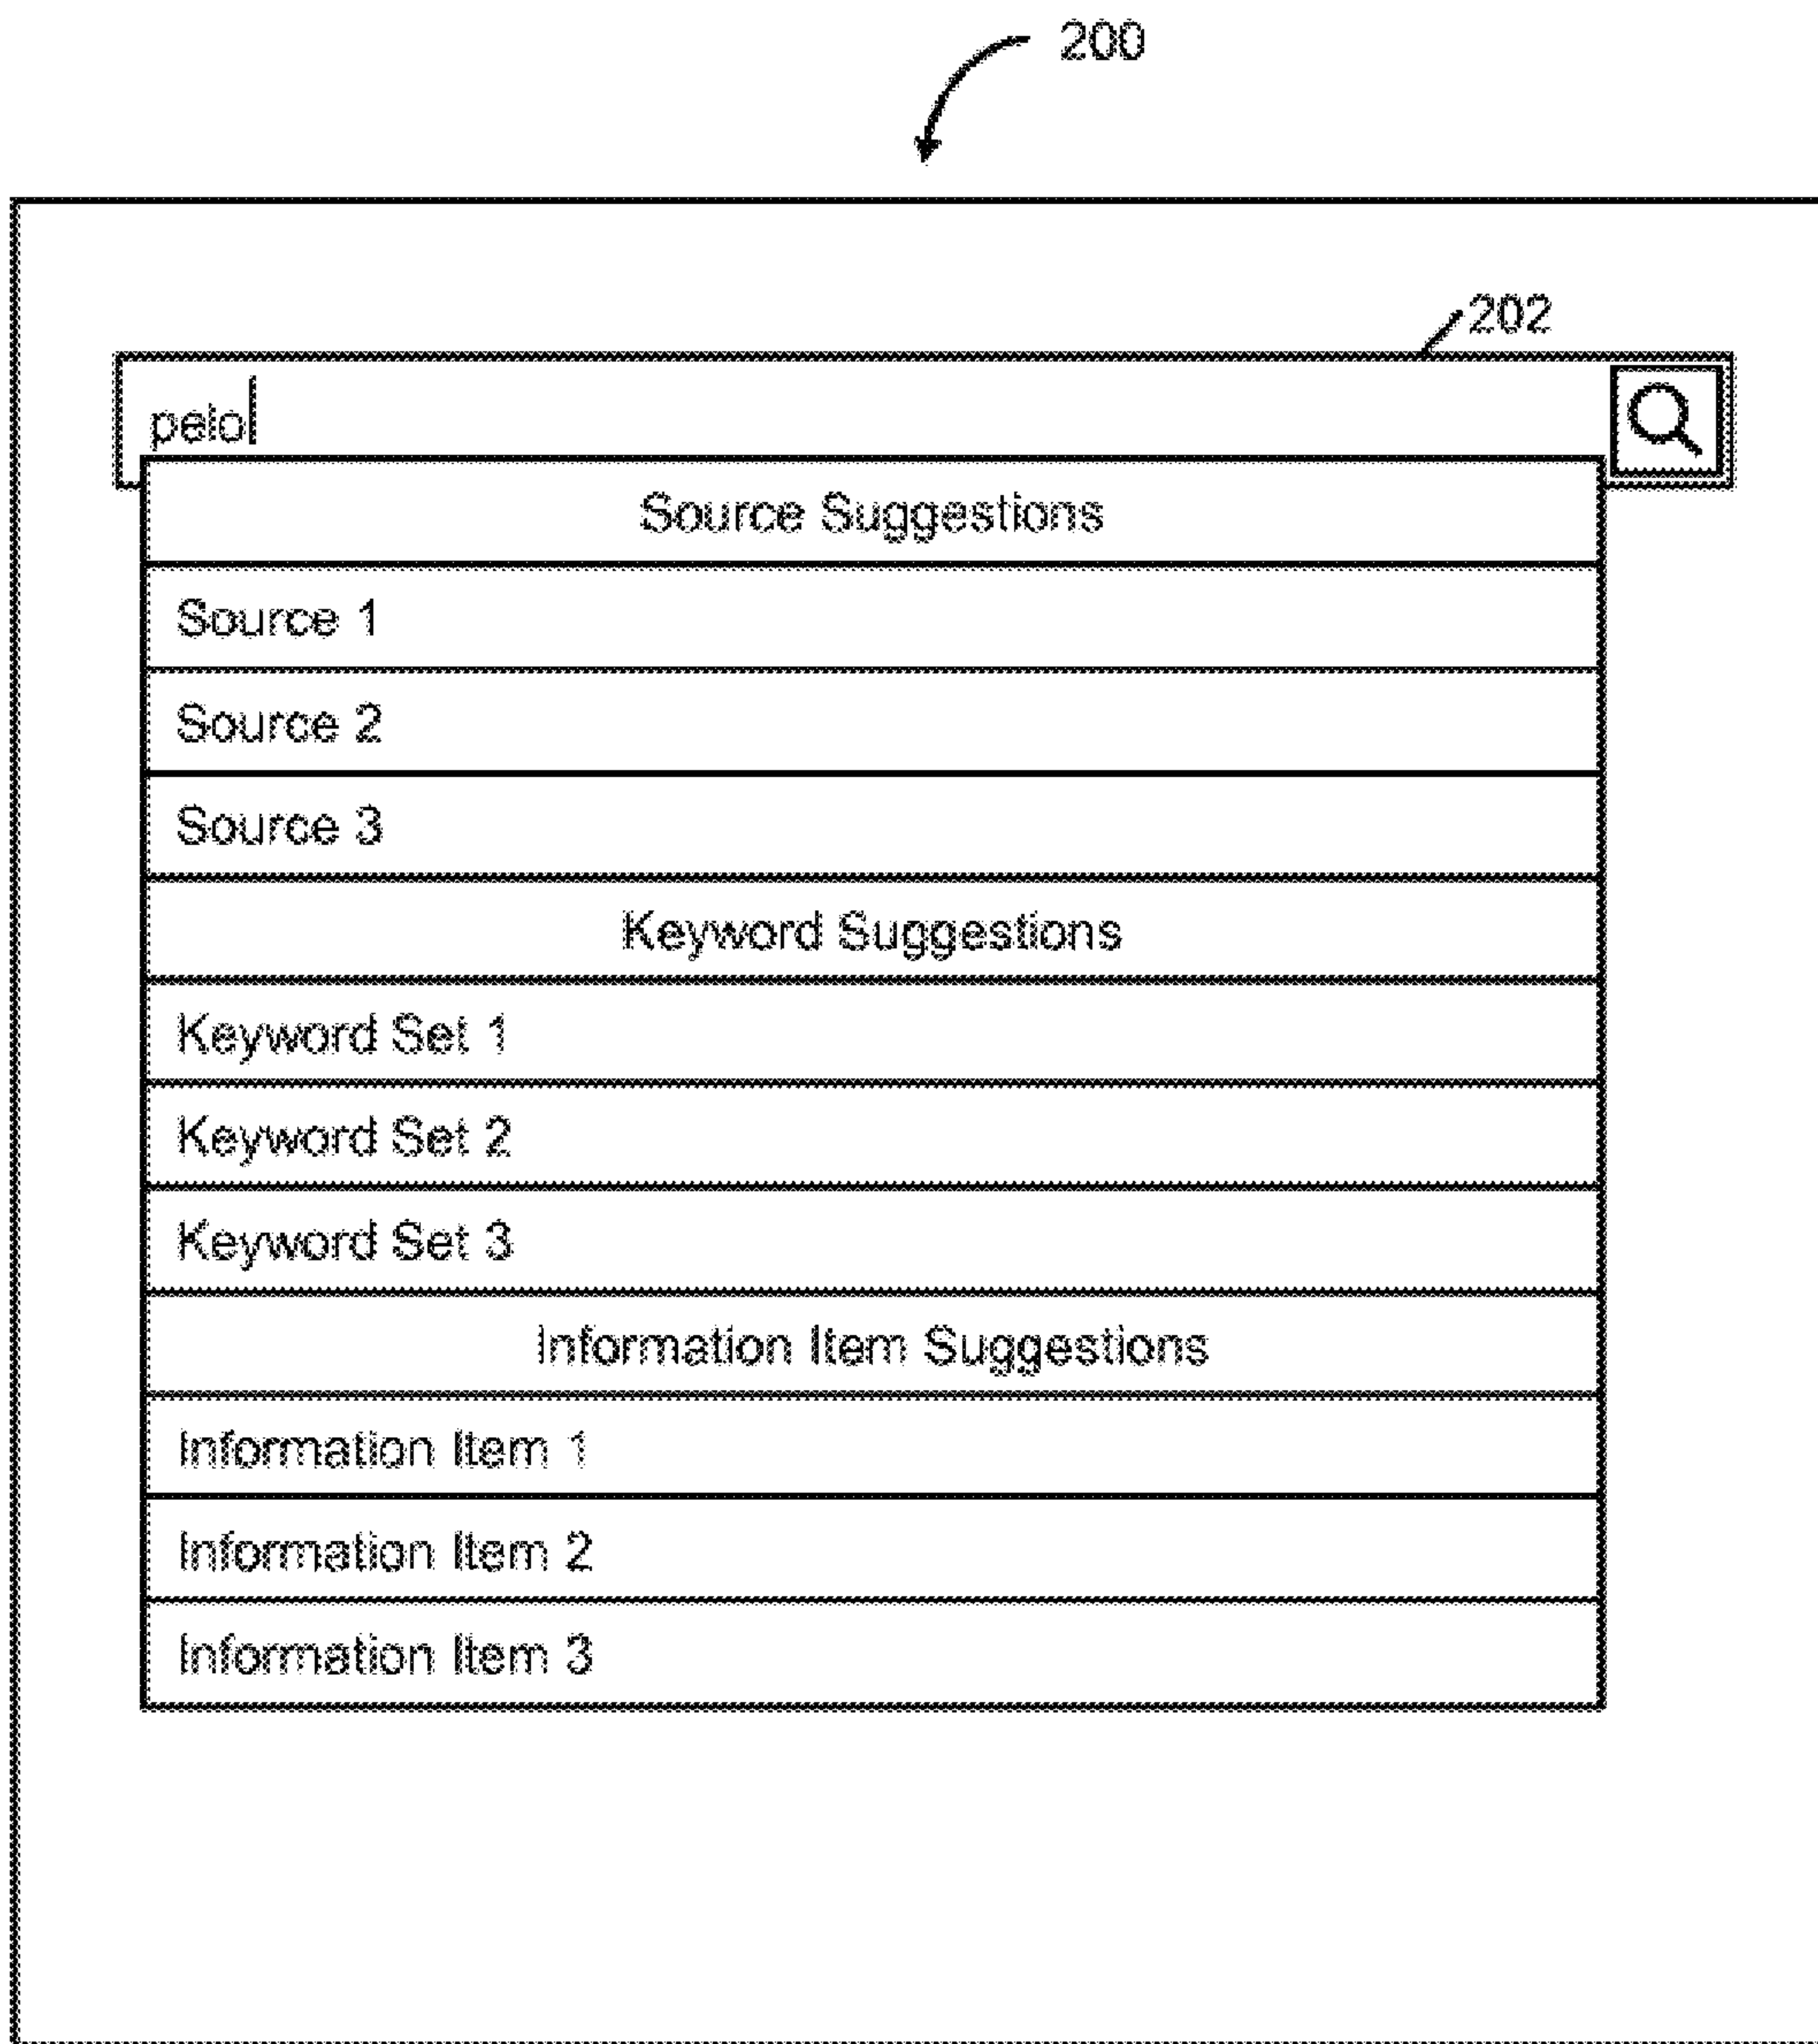 200
202
pelo
Source Suggestions
Source 1
Source 2
Source 3
Keyword Suggestions
Keyword Set 1
Keyword Set 2
Keyword Set 3
Information Item Suggestions
Information Item 1
Information Item 2
Information Item 3